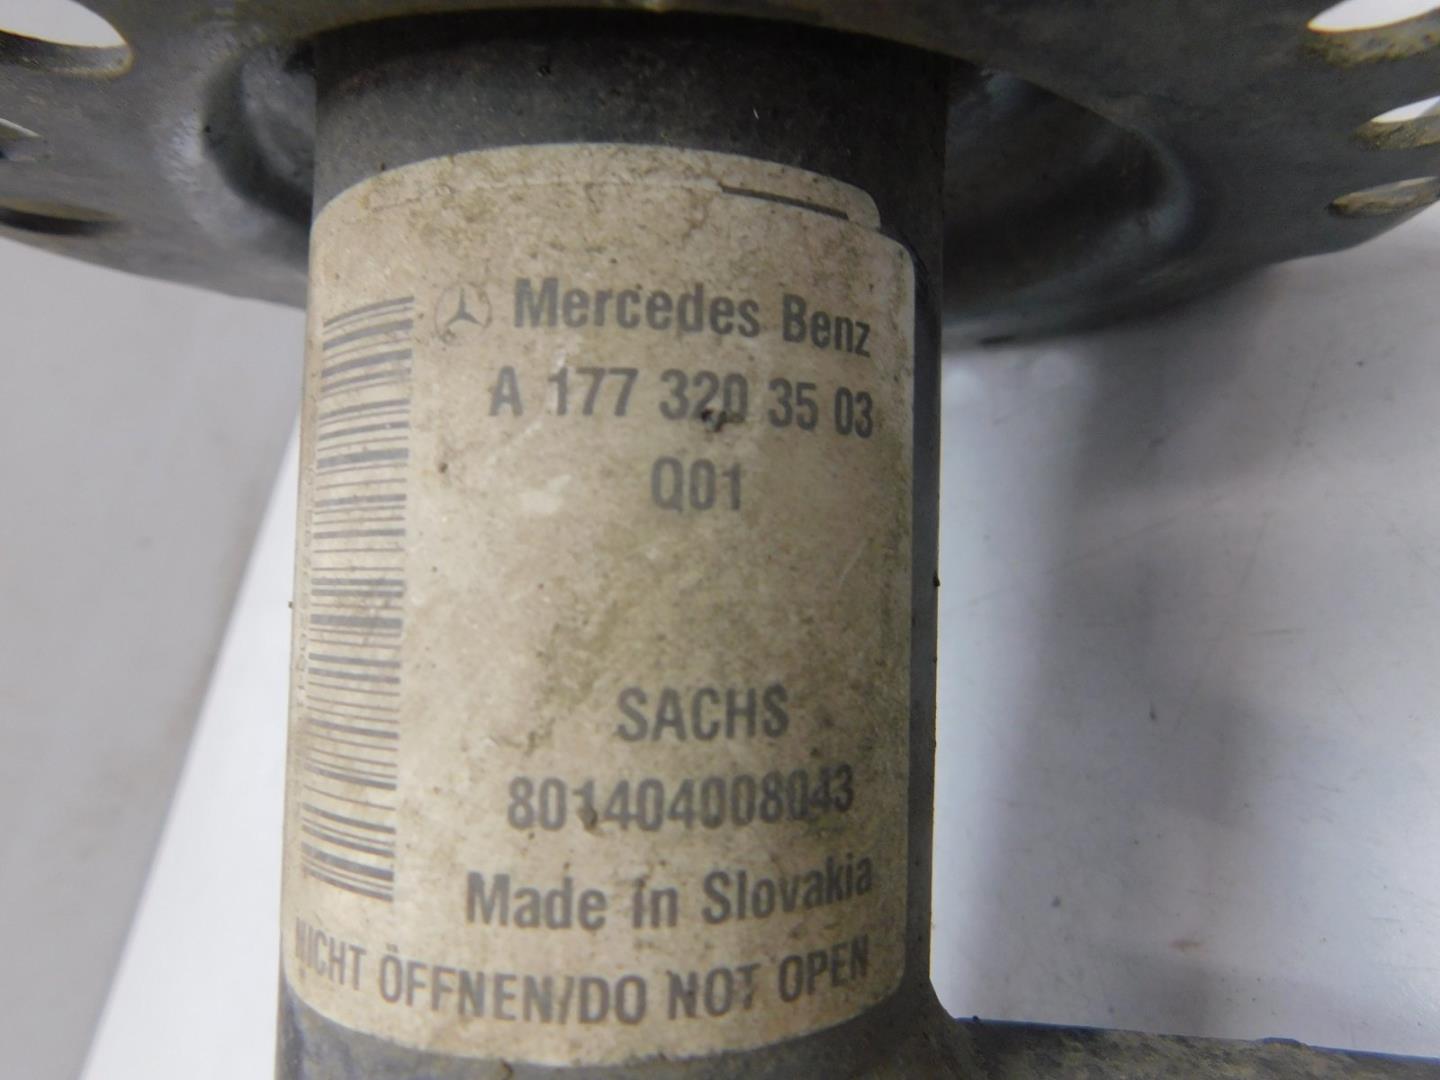 Mercedes Benz
A 177 320 35 03
Q01
SACHS
801404008043
Made in Slovakia
NICHT ÖFFNEN/DO NOT OPEN